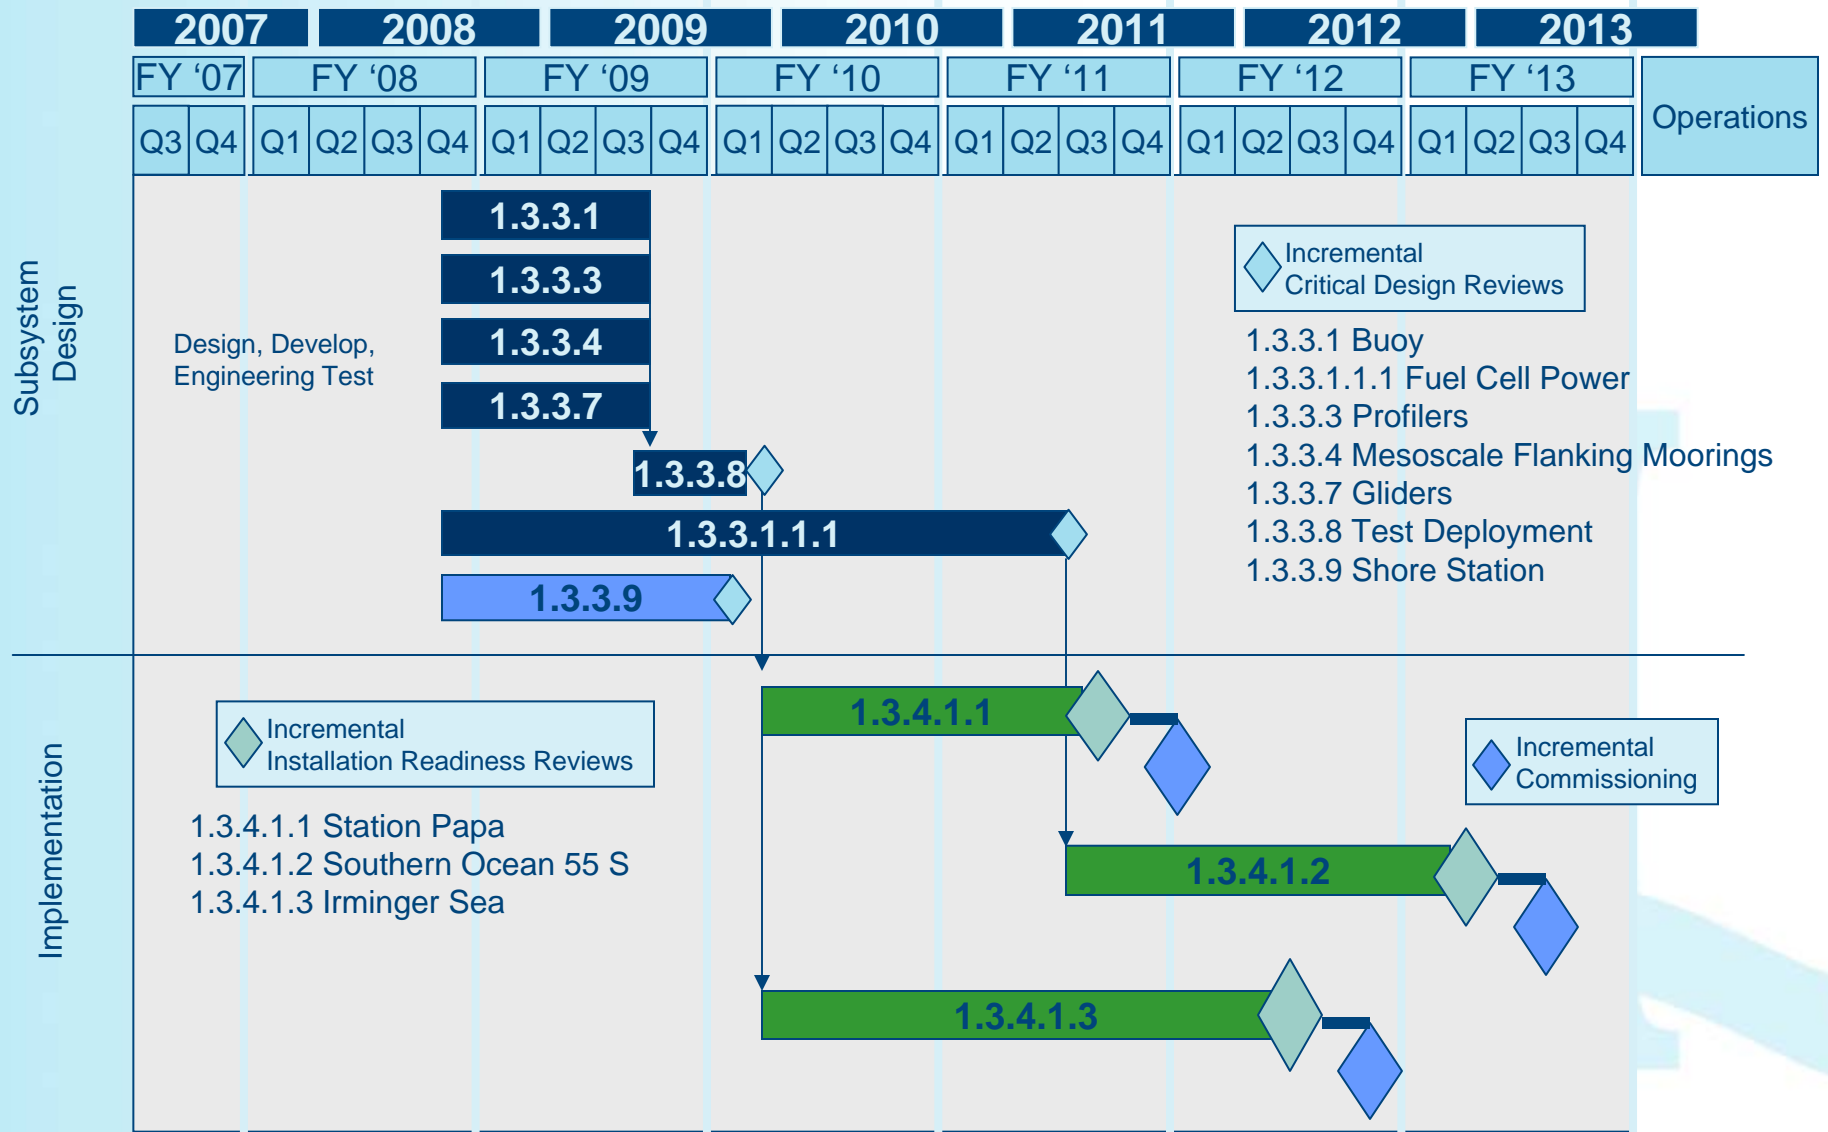 2007 2008 2009 2010 2011 2012 2013
FY ‘07 FY ‘08 FY ‘09 FY ‘10 FY ‘11 FY ‘12 FY ‘13
Operations
Q3 Q4 Q1 Q2 Q3 Q4 Q1 Q2 Q3 Q4 Q1 Q2 Q3 Q4 Q1 Q2 Q3 Q4 Q1 Q2 Q3 Q4 Q1 Q2 Q3 Q4
Subsystem
Design
Design, Develop,
Engineering Test
1.3.3.1
1.3.3.3
1.3.3.4
1.3.3.7
1.3.3.8
1.3.3.1.1.1
1.3.3.9
Incremental
Critical Design Reviews
1.3.3.1 Buoy
1.3.3.1.1.1 Fuel Cell Power
1.3.3.3 Profilers
1.3.3.4 Mesoscale Flanking Moorings
1.3.3.7 Gliders
1.3.3.8 Test Deployment
1.3.3.9 Shore Station
Implementation
Incremental
Installation Readiness Reviews
1.3.4.1.1 Station Papa
1.3.4.1.2 Southern Ocean 55 S
1.3.4.1.3 Irminger Sea
1.3.4.1.1
Incremental
Commissioning
1.3.4.1.2
1.3.4.1.3